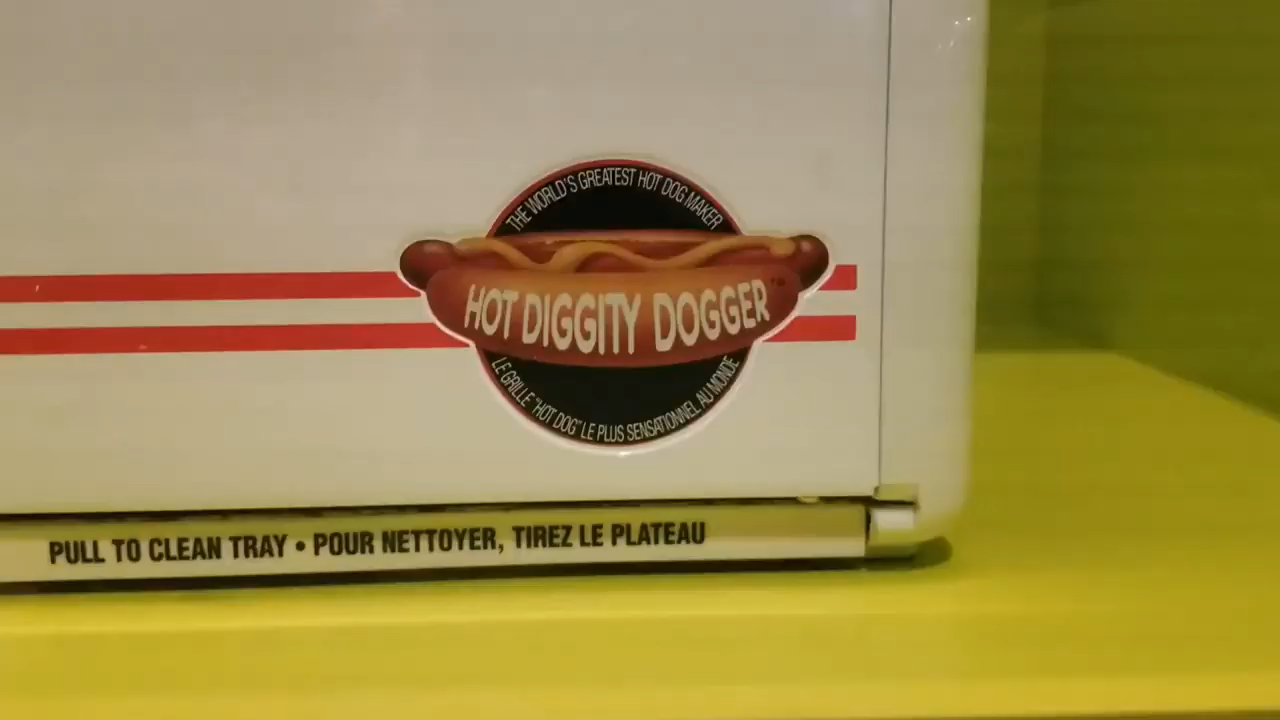 THE WORLD'S GREATEST HOT DOG MAKER
HOT DIGGITY DOGGER™
LE GRILLE "HOT DOG" LE PLUS SENSATIONNEL AU MONDE
PULL TO CLEAN TRAY • POUR NETTOYER, TIREZ LE PLATEAU